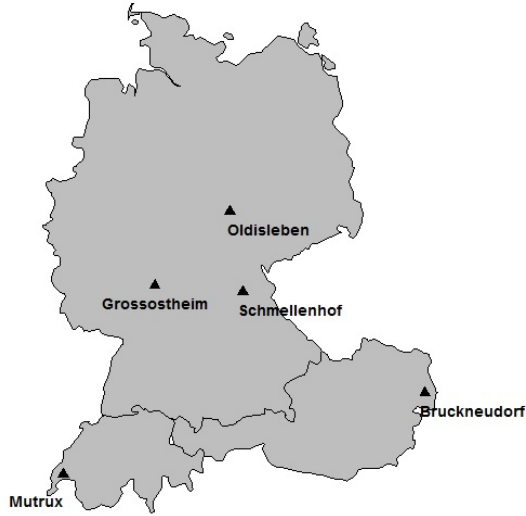 Oldisleben
Grossostheim
Schmellenhof
Bruckneudorf
Mutrux